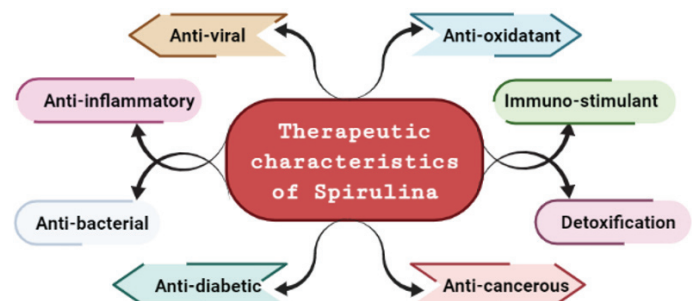 Anti-viral
Anti-oxidatant
Anti-inflammatory
Immuno-stimulant
Therapeutic
characteristics
of Spirulina
Anti-bacterial
Detoxification
Anti-diabetic
Anti-cancerous